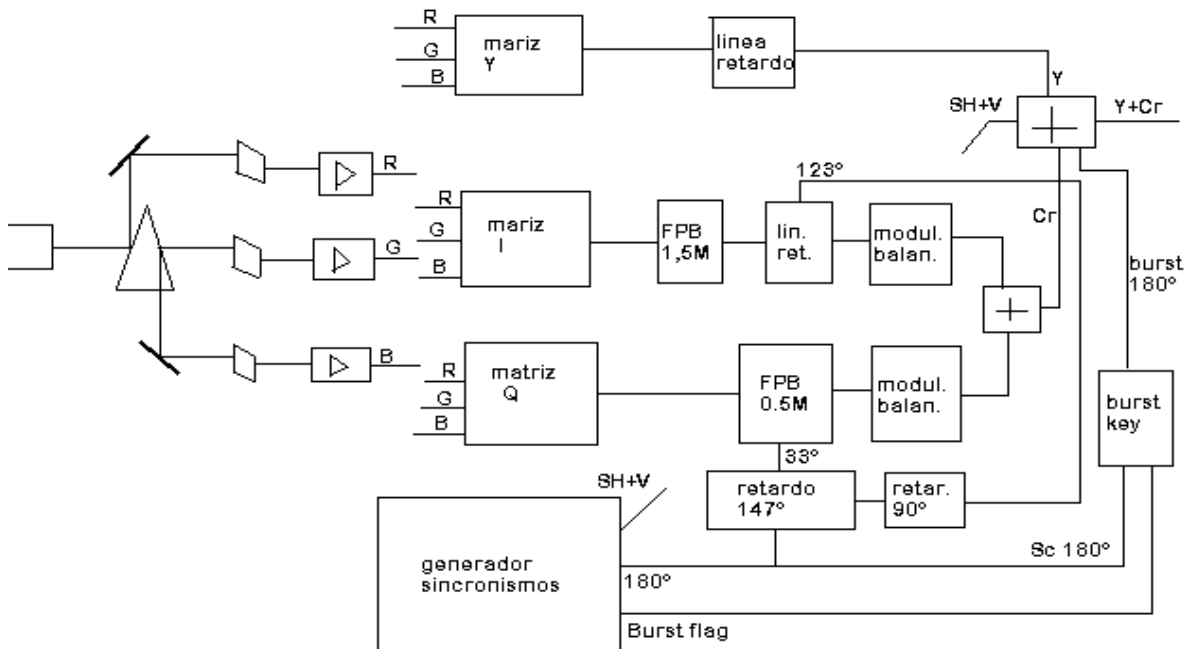 R
G
B
mariz
Y
linea
retardo
Y
SH+V
Y+Cr
R
123°
R
G
B
G
mariz
I
FPB
1,5M
lin.
ret.
modul.
balan.
Cr
burst
180°
B
R
G
B
matriz
Q
FPB
0.5M
modul.
balan.
burst
key
33°
SH+V
retardo
147°
retar.
90°
generador
sincronismos
180°
Sc 180°
Burst flag